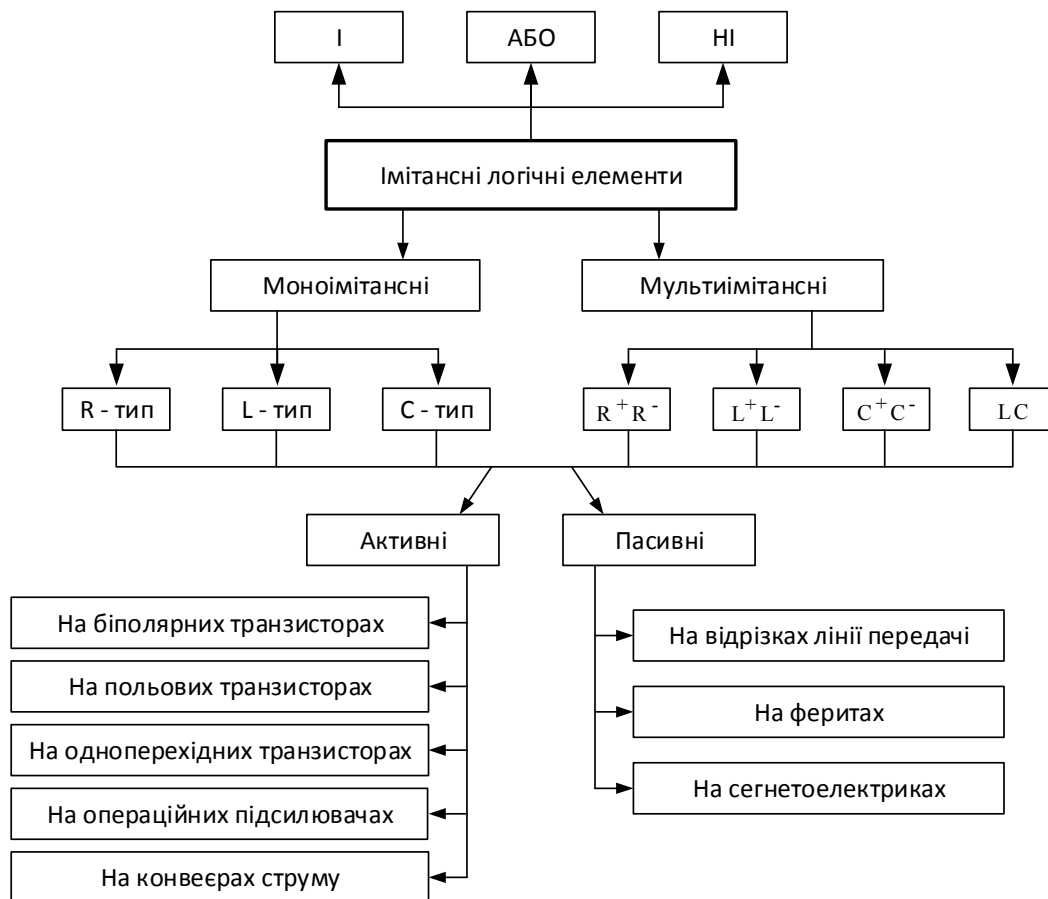 І
АБО
НІ
Імітансні логічні елементи
Моноімітансні
Мультиімітансні
R - тип
L - тип
C - тип
R⁺R⁻
L⁺L⁻
C⁺C⁻
LC
Активні
Пасивні
На біполярних транзисторах
На польових транзисторах
На одноперехідних транзисторах
На операційних підсилювачах
На конвеєрах струму
На відрізках лінії передачі
На феритах
На сегнетоелектриках